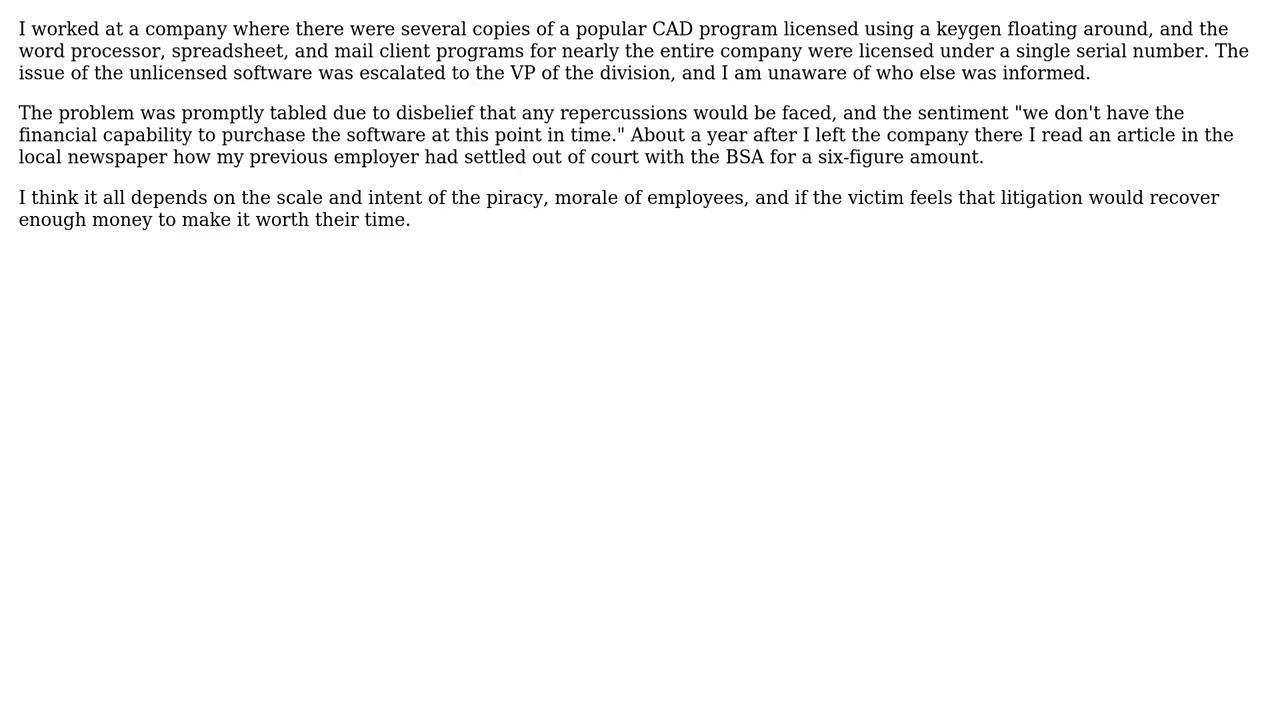 I worked at a company where there were several copies of a popular CAD program licensed using a keygen floating around, and the
word processor, spreadsheet, and mail client programs for nearly the entire company were licensed under a single serial number. The
issue of the unlicensed software was escalated to the VP of the division, and I am unaware of who else was informed.
The problem was promptly tabled due to disbelief that any repercussions would be faced, and the sentiment "we don't have the
financial capability to purchase the software at this point in time." About a year after I left the company there I read an article in the
local newspaper how my previous employer had settled out of court with the BSA for a six-figure amount.
I think it all depends on the scale and intent of the piracy, morale of employees, and if the victim feels that litigation would recover
enough money to make it worth their time.